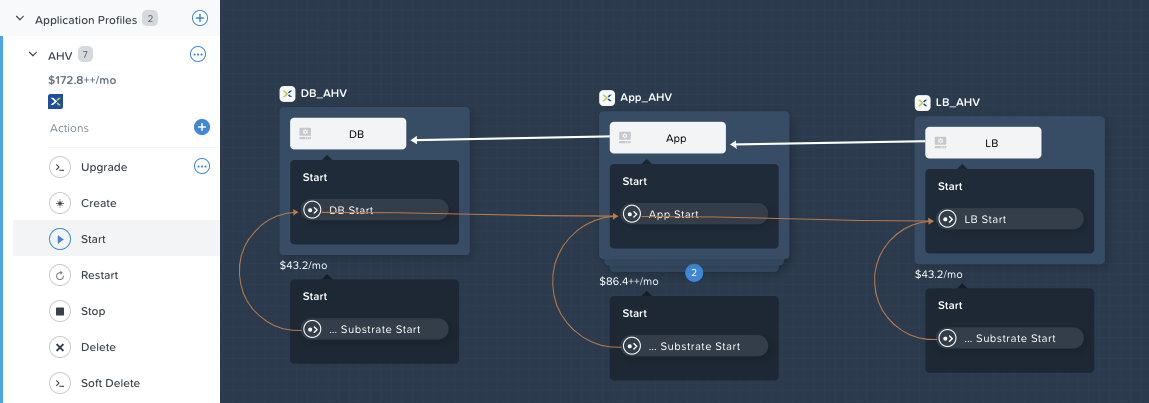 Application Profiles 2
AHV 7
$172.8++/mo
Actions
Upgrade
Create
Start
Restart
Stop
Delete
Soft Delete
DB_AHV
DB
Start
DB Start
$43.2/mo
Start
... Substrate Start
App_AHV
App
Start
App Start
2
$86.4++/mo
Start
... Substrate Start
LB_AHV
LB
Start
LB Start
$43.2/mo
Start
... Substrate Start